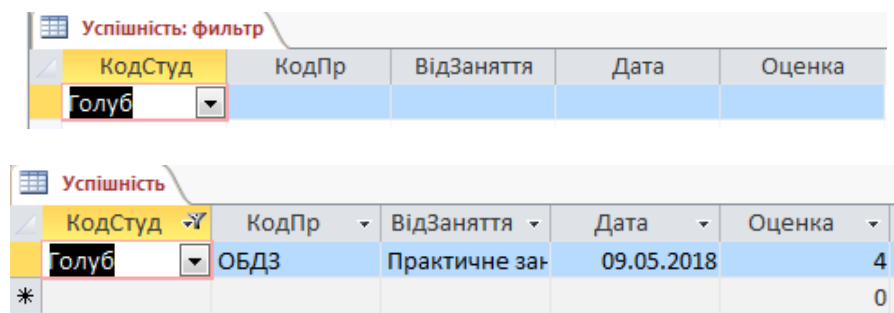 Успішність: фильтр
КодСтуд КодПр ВідЗаняття Дата Оценка
Голуб
Успішність
КодСтуд КодПр ВідЗаняття Дата Оценка
Голуб ОБДЗ Практичне зан 09.05.2018 4
0